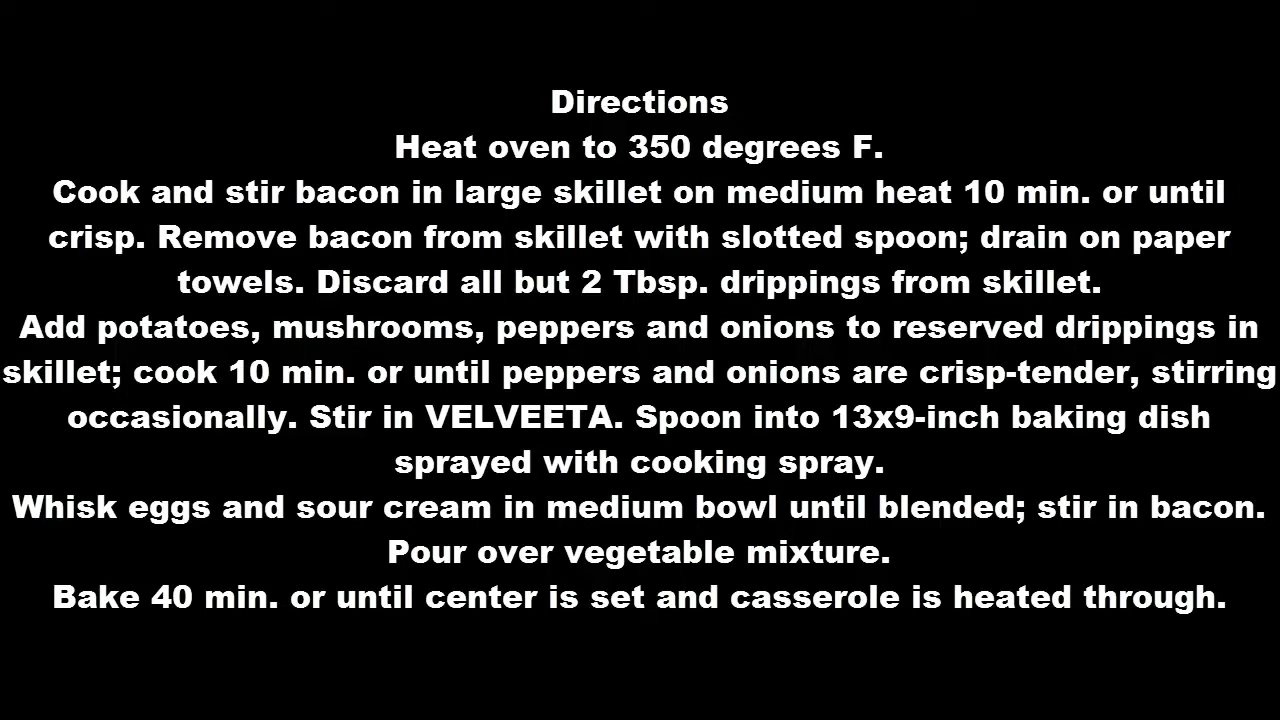 Directions
Heat oven to 350 degrees F.
Cook and stir bacon in large skillet on medium heat 10 min. or until
crisp. Remove bacon from skillet with slotted spoon; drain on paper
towels. Discard all but 2 Tbsp. drippings from skillet.
Add potatoes, mushrooms, peppers and onions to reserved drippings in
skillet; cook 10 min. or until peppers and onions are crisp-tender, stirring
occasionally. Stir in VELVEETA. Spoon into 13x9-inch baking dish
sprayed with cooking spray.
Whisk eggs and sour cream in medium bowl until blended; stir in bacon.
Pour over vegetable mixture.
Bake 40 min. or until center is set and casserole is heated through.